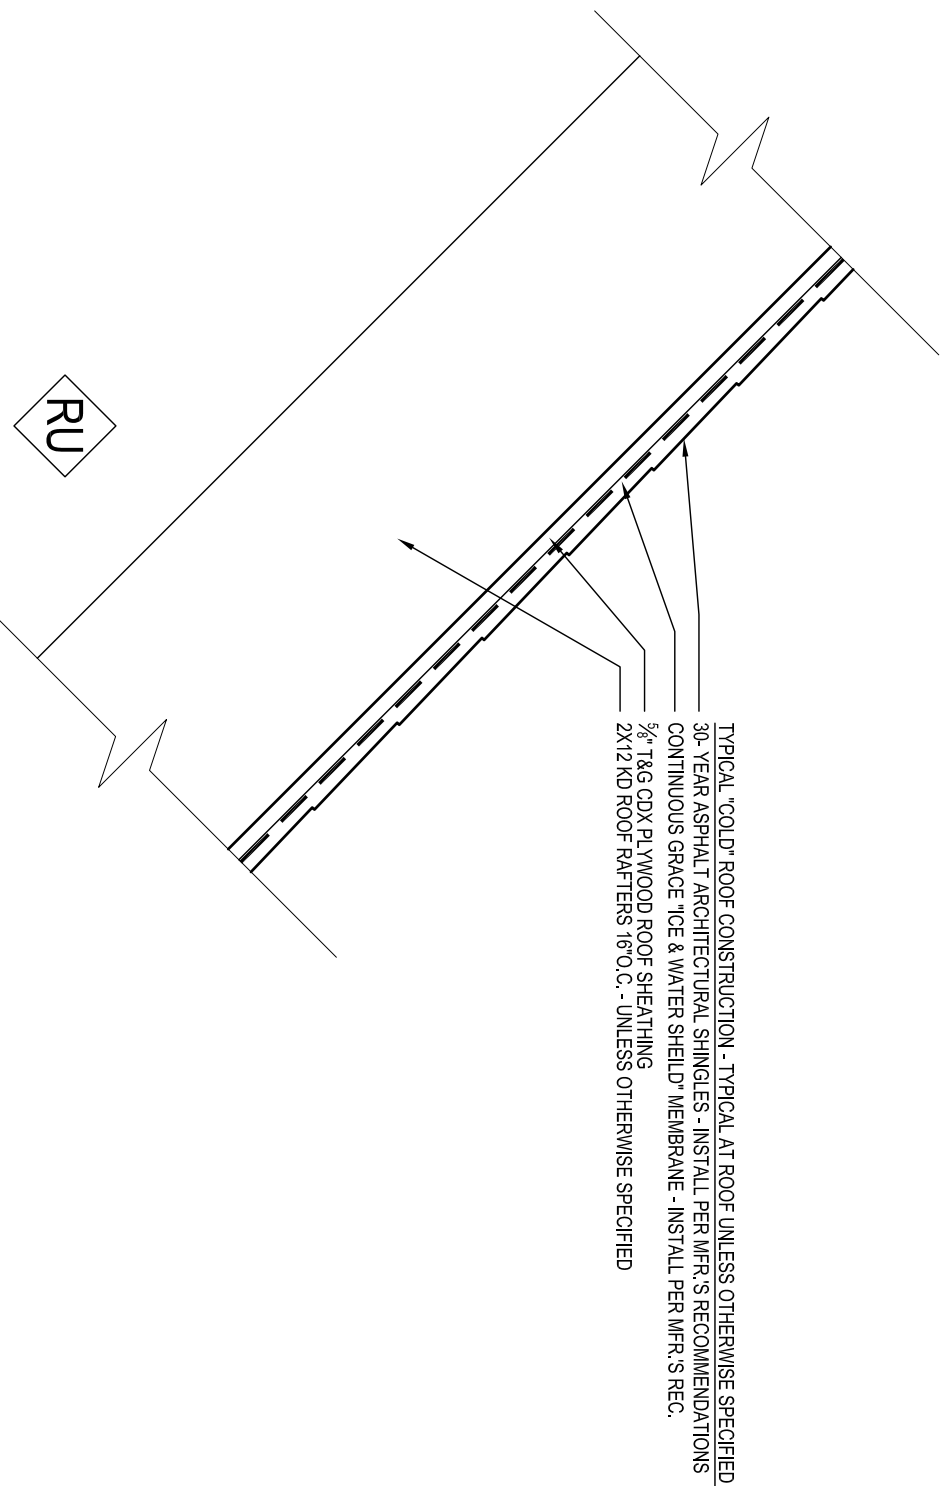 TYPICAL "COLD" ROOF CONSTRUCTION - TYPICAL AT ROOF UNLESS OTHERWISE SPECIFIED
30- YEAR ASPHALT ARCHITECTURAL SHINGLES - INSTALL PER MFR.'S RECOMMENDATIONS
CONTINUOUS GRACE "ICE & WATER SHEILD" MEMBRANE - INSTALL PER MFR.'S REC.
⅝" T&G CDX PLYWOOD ROOF SHEATHING
2X12 KD ROOF RAFTERS 16"O.C. - UNLESS OTHERWISE SPECIFIED
RU